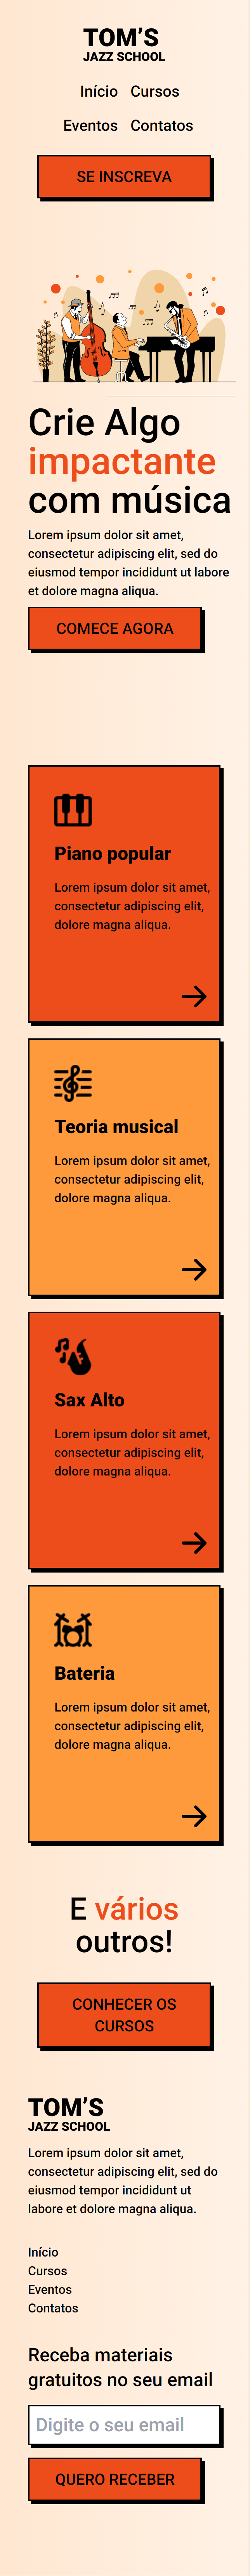 TOM'S
JAZZ SCHOOL
Início Cursos
Eventos Contatos
SE INSCREVA
Crie Algo
impactante
com música
Lorem ipsum dolor sit amet,
consectetur adipiscing elit, sed do
eiusmod tempor incididunt ut labore
et dolore magna aliqua.
COMECE AGORA
Piano popular
Lorem ipsum dolor sit amet,
consectetur adipiscing elit,
dolore magna aliqua.
Teoria musical
Lorem ipsum dolor sit amet,
consectetur adipiscing elit,
dolore magna aliqua.
Sax Alto
Lorem ipsum dolor sit amet,
consectetur adipiscing elit,
dolore magna aliqua.
Bateria
Lorem ipsum dolor sit amet,
consectetur adipiscing elit,
dolore magna aliqua.
E vários
outros!
CONHECER OS
CURSOS
TOM'S
JAZZ SCHOOL
Lorem ipsum dolor sit amet,
consectetur adipiscing elit, sed do
eiusmod tempor incididunt ut
labore et dolore magna aliqua.
Início
Cursos
Eventos
Contatos
Receba materiais
gratuitos no seu email
Digite o seu email
QUERO RECEBER